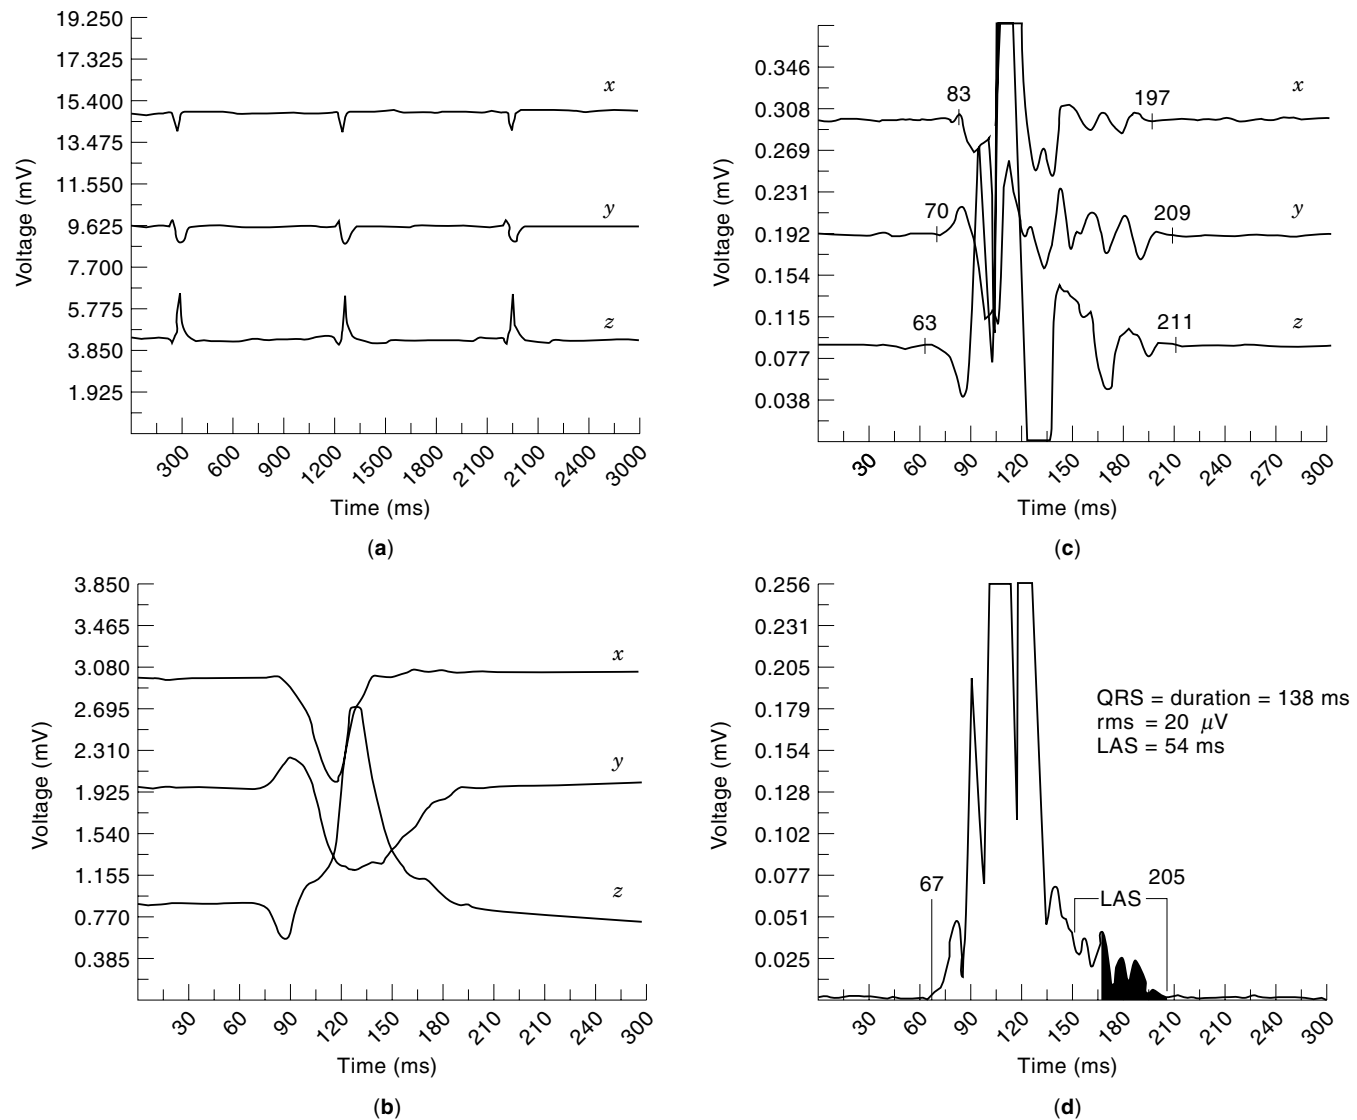 19.250
17.325
15.400
13.475
11.550
9.625
7.700
5.775
3.850
1.925
Voltage (mV)
x
y
z
300 600 900 1200 1500 1800 2100 2100 2400 3000
Time (ms)
(a)
0.346
0.308
0.269
0.231
0.192
0.154
0.115
0.077
0.038
Voltage (mV)
83 197 x
70 209 y
63 211 z
30 60 90 120 150 180 210 240 270 300
Time (ms)
(c)
3.850
3.465
3.080
2.695
2.310
1.925
1.540
1.155
0.770
0.385
Voltage (mV)
x
y
z
30 60 90 120 150 180 210 210 240 300
Time (ms)
(b)
0.256
0.231
0.205
0.179
0.154
0.128
0.102
0.077
0.051
0.025
Voltage (mV)
QRS = duration = 138 ms
rms = 20 μV
LAS = 54 ms
67
LAS
205
30 60 90 120 150 180 210 210 240 300
Time (ms)
(d)